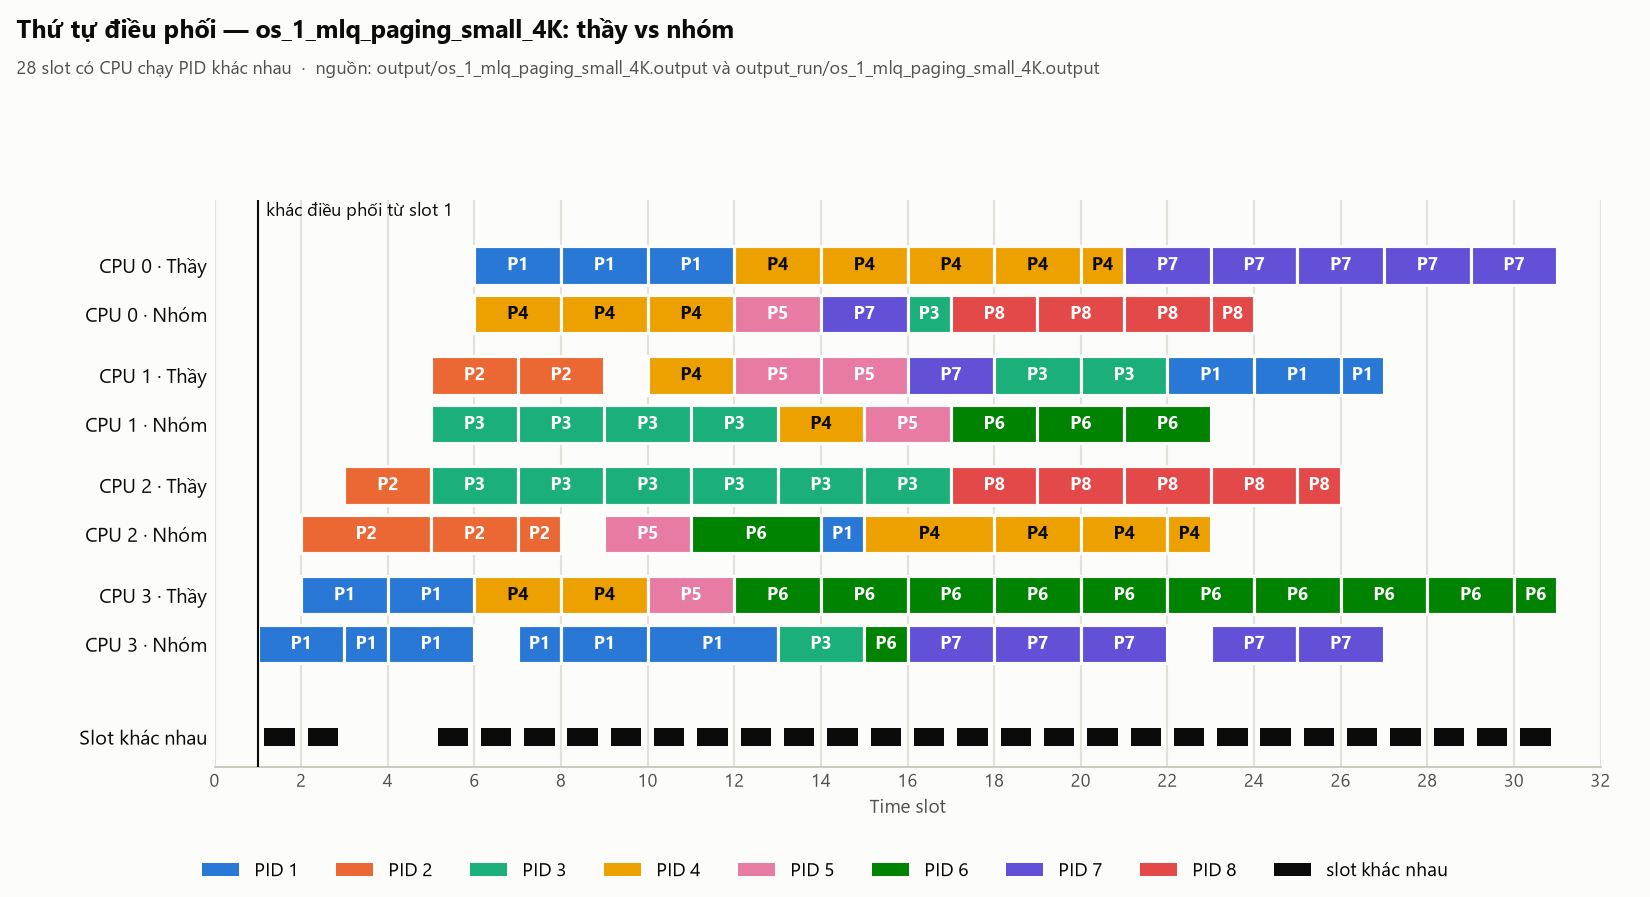 Thứ tự điều phối — os_1_mlq_paging_small_4K: thầy vs nhóm
28 slot có CPU chạy PID khác nhau · nguồn: output/os_1_mlq_paging_small_4K.output và output_run/os_1_mlq_paging_small_4K.output
khác điều phối từ slot 1
CPU 0 · Thầy P1 P1 P1 P4 P4 P4 P4 P4 P7 P7 P7 P7 P7
CPU 0 · Nhóm P4 P4 P4 P5 P7 P3 P8 P8 P8 P8
CPU 1 · Thầy P2 P2 P4 P5 P5 P7 P3 P3 P1 P1 P1
CPU 1 · Nhóm P3 P3 P3 P3 P4 P5 P6 P6 P6
CPU 2 · Thầy P2 P3 P3 P3 P3 P3 P3 P8 P8 P8 P8 P8
CPU 2 · Nhóm P2 P2 P2 P5 P6 P1 P4 P4 P4 P4
CPU 3 · Thầy P1 P1 P4 P4 P5 P6 P6 P6 P6 P6 P6 P6 P6 P6 P6
CPU 3 · Nhóm P1 P1 P1 P1 P1 P1 P3 P6 P7 P7 P7 P7 P7
Slot khác nhau
0 2 4 6 8 10 12 14 16 18 20 22 24 26 28 30 32
Time slot
PID 1 PID 2 PID 3 PID 4 PID 5 PID 6 PID 7 PID 8 slot khác nhau